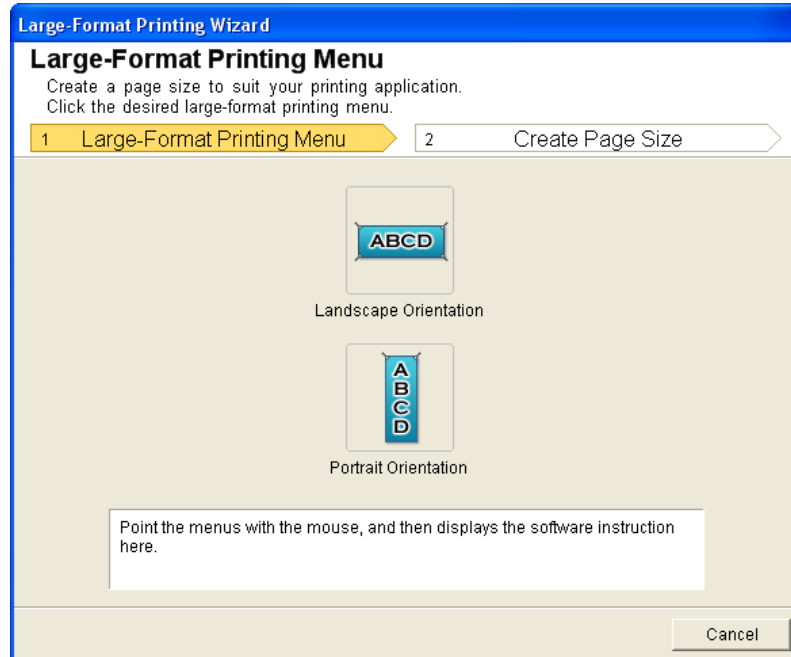 Large-Format Printing Wizard
Large-Format Printing Menu
Create a page size to suit your printing application.
Click the desired large-format printing menu.
1 Large-Format Printing Menu 2 Create Page Size
ABCD
Landscape Orientation
A
B
C
D
Portrait Orientation
Point the menus with the mouse, and then displays the software instruction
here.
Cancel